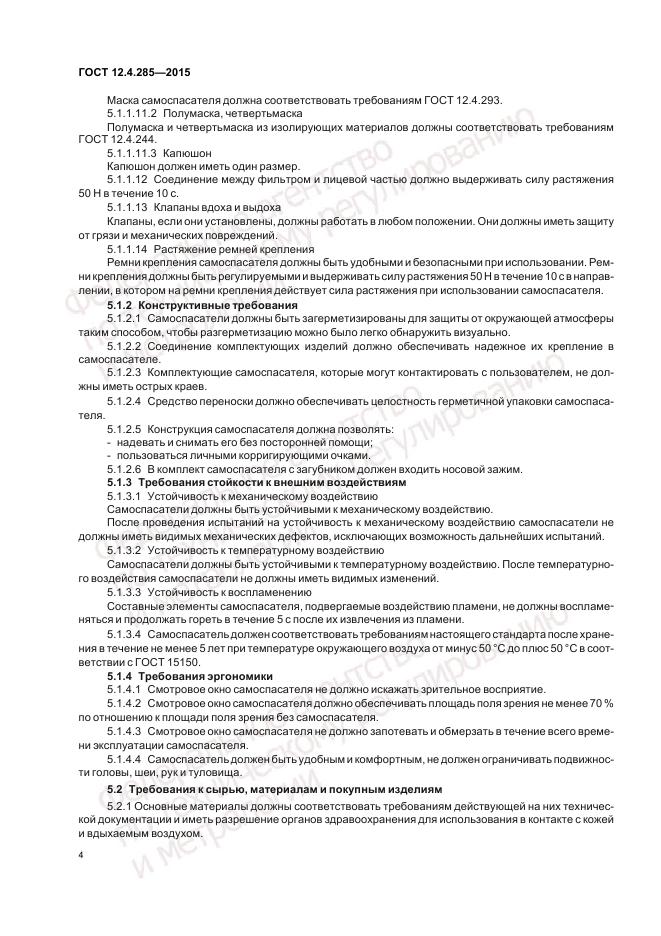 ГОСТ 12.4.285—2015
Маска самоспасателя должна соответствовать требованиям ГОСТ 12.4.293.
5.1.1.11.2 Полумаска, четвертьмаска
Полумаска и четвертьмаска из изолирующих материалов должны соответствовать требованиям
ГОСТ 12.4.244.
5.1.1.11.3 Капюшон
Капюшон должен иметь один размер.
5.1.1.12 Соединение между фильтром и лицевой частью должно выдерживать силу растяжения
50 Н в течение 10 с.
5.1.1.13 Клапаны вдоха и выдоха
Клапаны, если они установлены, должны работать в любом положении. Они должны иметь защиту
от грязи и механических повреждений.
5.1.1.14 Растяжение ремней крепления
Ремни крепления самоспасателя должны быть удобными и безопасными при использовании. Рем-
ни крепления должны быть регулируемыми и выдерживать силу растяжения 50 Н в течение 10 с в направ-
лении, в котором на ремни крепления действует сила растяжения при использовании самоспасателя.
5.1.2 Конструктивные требования
5.1.2.1 Самоспасатели должны быть загерметизированы для защиты от окружающей атмосферы
таким способом, чтобы разгерметизацию можно было легко обнаружить визуально.
5.1.2.2 Соединение комплектующих изделий должно обеспечивать надежное их крепление в
самоспасателе.
5.1.2.3 Комплектующие самоспасателя, которые могут контактировать с пользователем, не дол-
жны иметь острых краев.
5.1.2.4 Средство переноски должно обеспечивать целостность герметичной упаковки самоспаса-
теля.
5.1.2.5 Конструкция самоспасателя должна позволять:
- надевать и снимать его без посторонней помощи;
- пользоваться личными корригирующими очками.
5.1.2.6 В комплект самоспасателя с загубником должен входить носовой зажим.
5.1.3 Требования стойкости к внешним воздействиям
5.1.3.1 Устойчивость к механическому воздействию
Самоспасатели должны быть устойчивыми к механическому воздействию.
После проведения испытаний на устойчивость к механическому воздействию самоспасатели не
должны иметь видимых механических дефектов, исключающих возможность дальнейших испытаний.
5.1.3.2 Устойчивость к температурному воздействию
Самоспасатели должны быть устойчивыми к температурному воздействию. После температурно-
го воздействия самоспасатели не должны иметь видимых изменений.
5.1.3.3 Устойчивость к воспламенению
Составные элементы самоспасателя, подвергаемые воздействию пламени, не должны воспламе-
няться и продолжать гореть в течение 5 с после их извлечения из пламени.
5.1.3.4 Самоспасатель должен соответствовать требованиям настоящего стандарта после хране-
ния в течение не менее 5 лет при температуре окружающего воздуха от минус 50 °С до плюс 50 °С в соот-
ветствии с ГОСТ 15150.
5.1.4 Требования эргономики
5.1.4.1 Смотровое окно самоспасателя не должно искажать зрительное восприятие.
5.1.4.2 Смотровое окно самоспасателя должно обеспечивать площадь поля зрения не менее 70 %
по отношению к площади поля зрения без самоспасателя.
5.1.4.3 Смотровое окно самоспасателя не должно запотевать и обмерзать в течение всего време-
ни эксплуатации самоспасателя.
5.1.4.4 Самоспасатель должен быть удобным и комфортным, не должен ограничивать подвижнос-
ти головы, шеи, рук и туловища.
5.2 Требования к сырью, материалам и покупным изделиям
5.2.1 Основные материалы должны соответствовать требованиям действующей на них техничес-
кой документации и иметь разрешение органов здравоохранения для использования в контакте с кожей
и вдыхаемым воздухом.
4